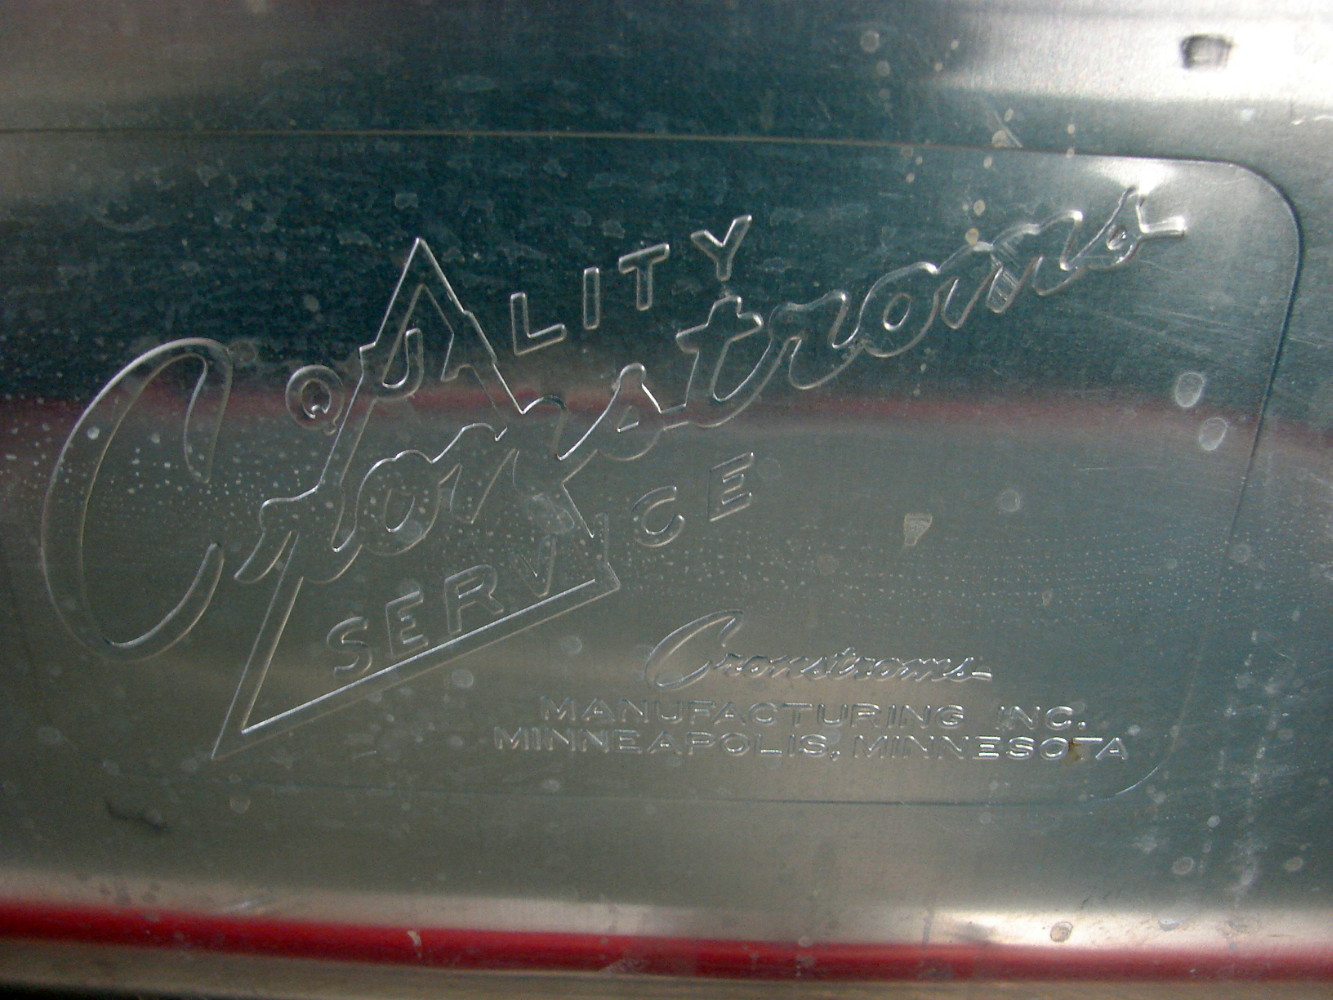 QUALITY
Cronstroms
SERVICE
Cronstroms
MANUFACTURING INC.
MINNEAPOLIS, MINNESOTA